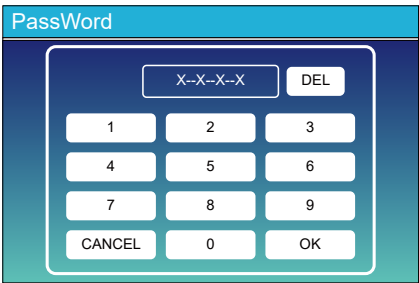 PassWord
X--X--X--X DEL
1 2 3
4 5 6
7 8 9
CANCEL 0 OK